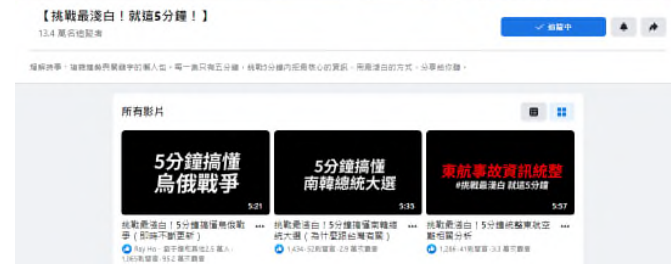 【挑戰最淺白！就這5分鐘！】
13.4 萬名追蹤者
追蹤中
所有影片
5分鐘搞懂
烏俄戰爭
5:21
5分鐘搞懂
南韓總統大選
5:35
東航事故資訊統整
#挑戰最淺白 就這5分鐘
5:57
挑戰最淺白！5分鐘搞懂烏俄戰
爭（即時不斷更新）
挑戰最淺白！5分鐘搞懂南韓總
統大選（為什麼跟台灣有關）
挑戰最淺白！5分鐘統整東航空
難相關分析